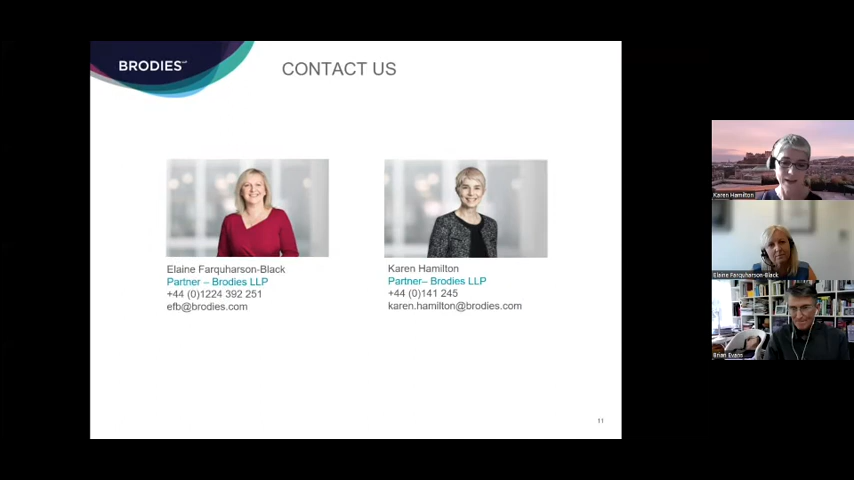 BRODIES LLP
CONTACT US
Elaine Farquharson-Black
Partner – Brodies LLP
+44 (0)1224 392 251
efb@brodies.com
Karen Hamilton
Partner– Brodies LLP
+44 (0)141 245
karen.hamilton@brodies.com
11
Karen Hamilton
Elaine Farquharson-Black
Brian Evans